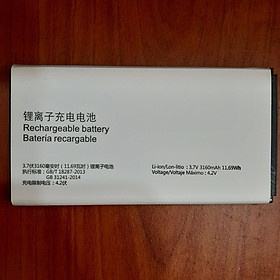 锂离子充电电池
Rechargeable battery
Batería recargable
3.7伏3160毫安时（11.69瓦时）锂离子电池
执行标准：GB/T 18287-2013
GB 31241-2014
充电限制电压：4.2伏
Li-ion/Lon-litio : 3.7V 3160mAh 11.69Wh
Voltage/Voltaje Máximo : 4.2V